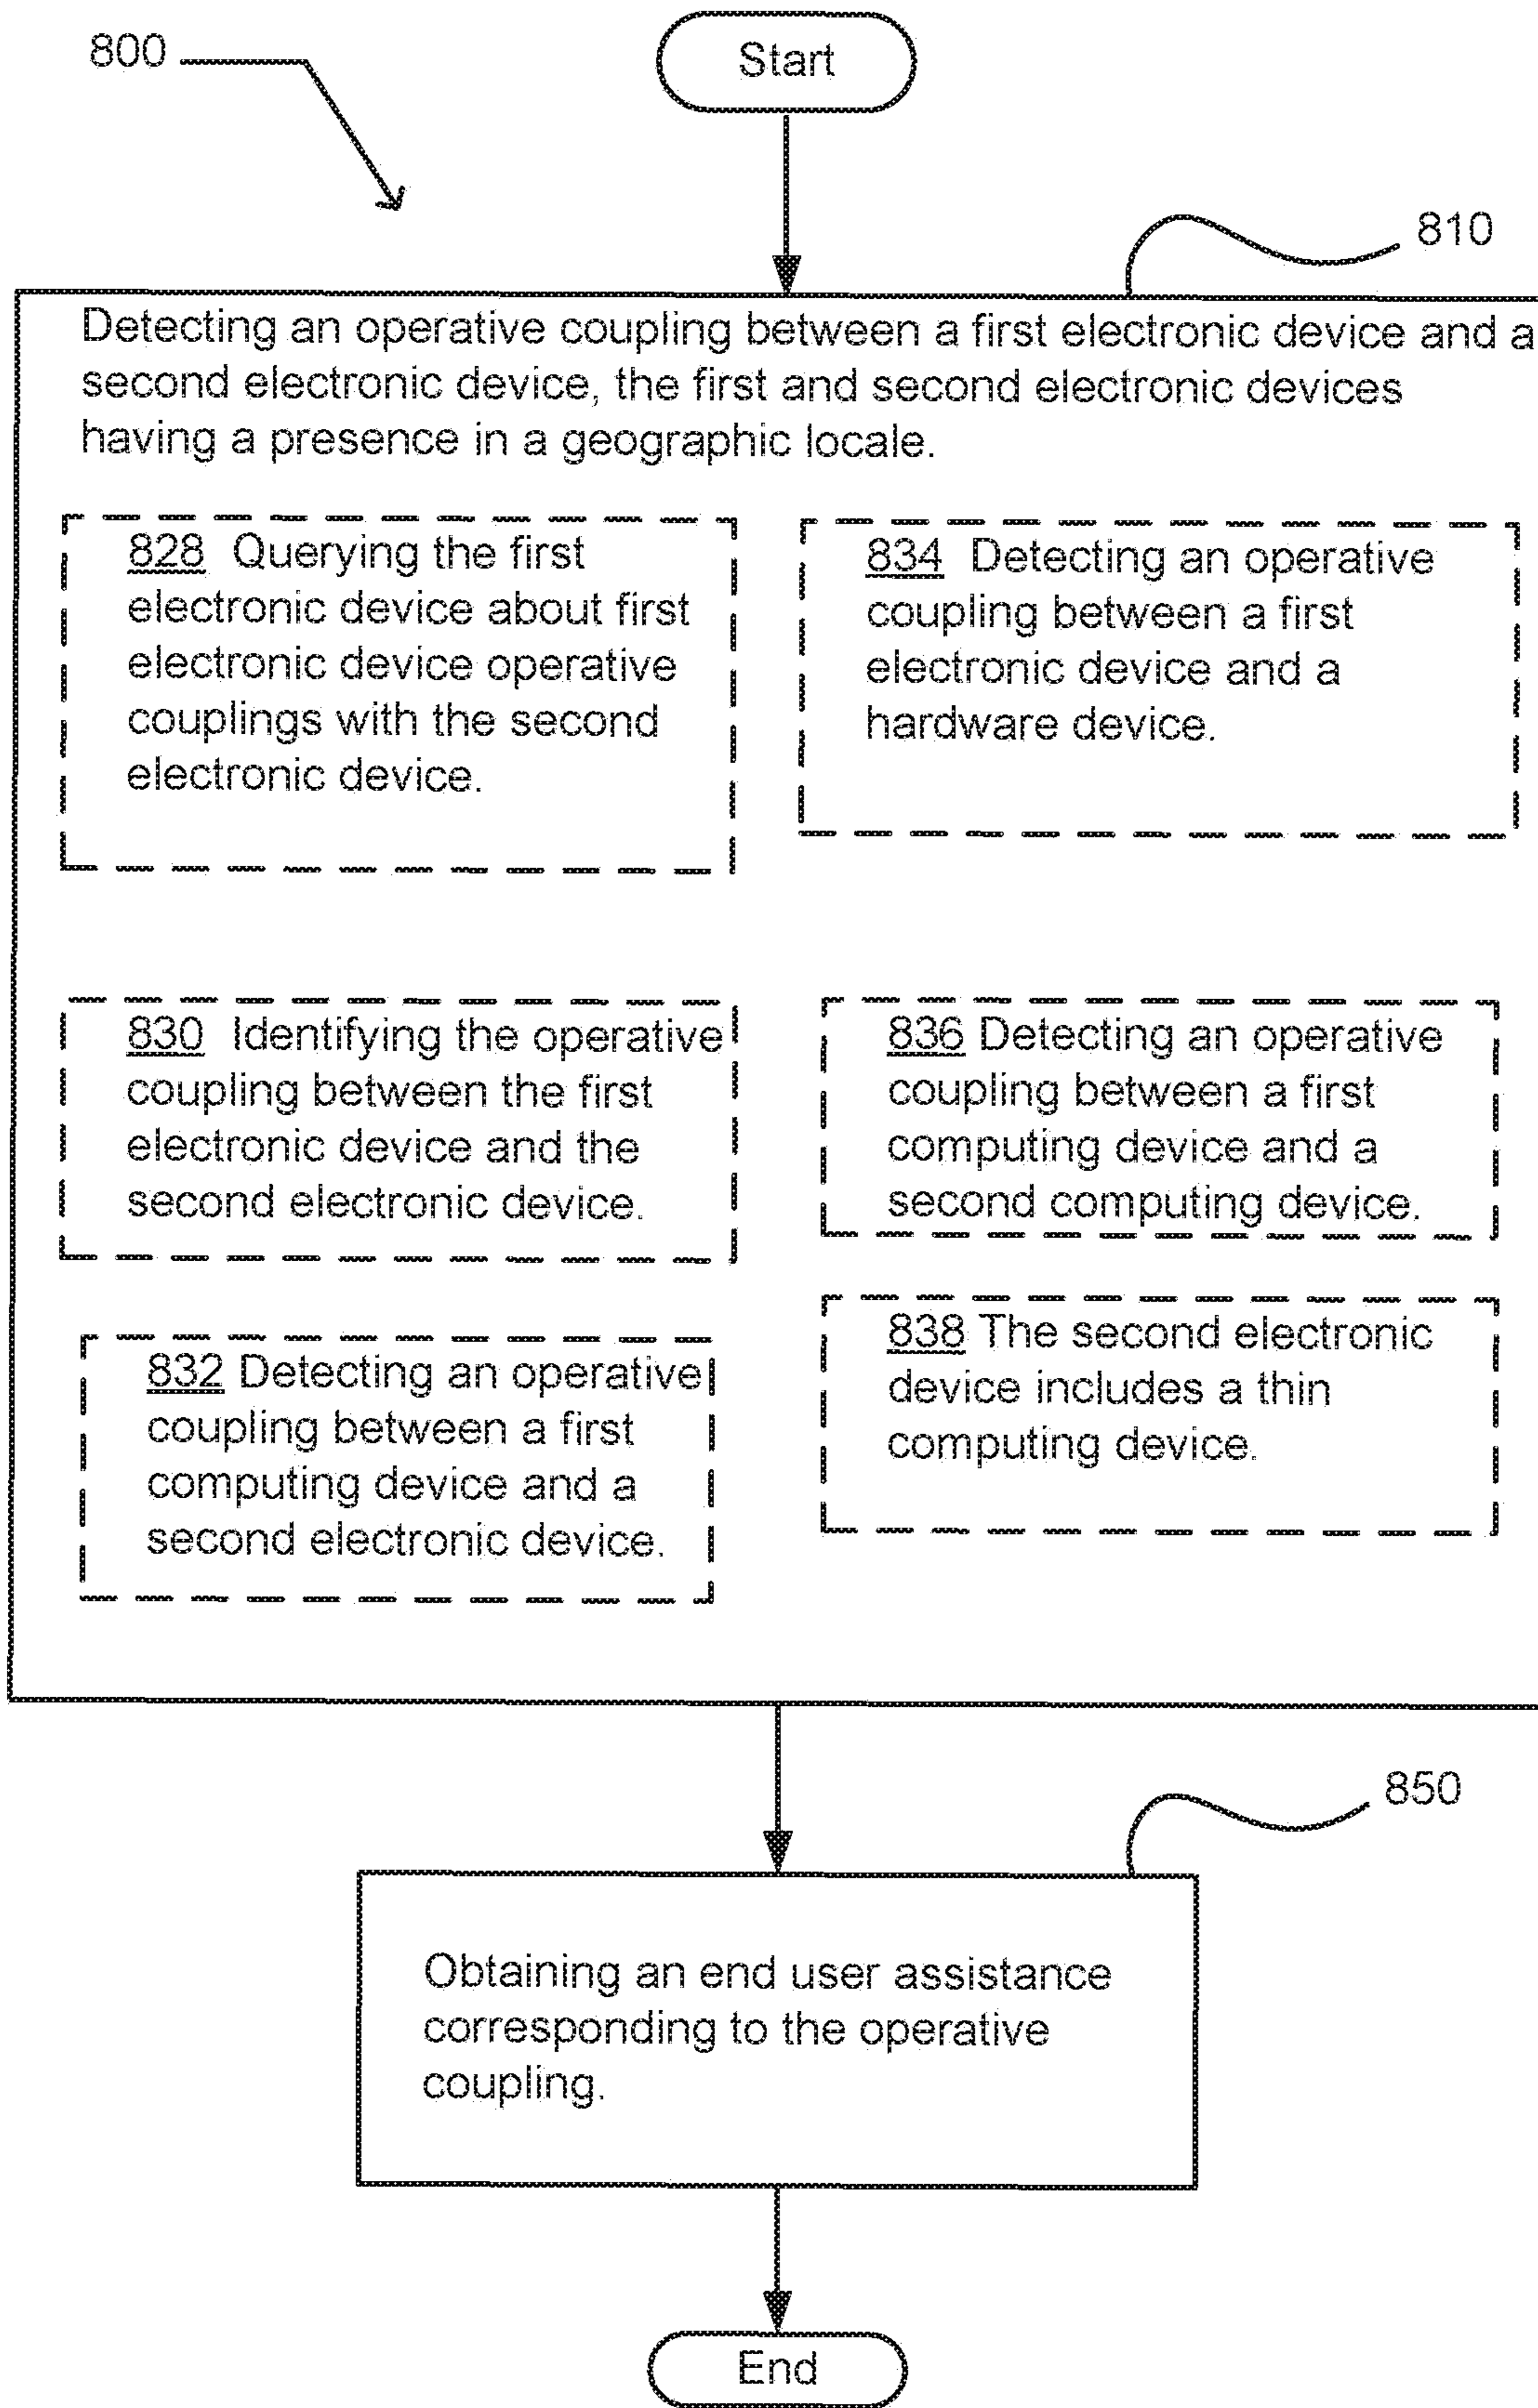 800
Start
810
Detecting an operative coupling between a first electronic device and a
second electronic device, the first and second electronic devices
having a presence in a geographic locale.
828 Querying the first
electronic device about first
electronic device operative
couplings with the second
electronic device.
834 Detecting an operative
coupling between a first
electronic device and a
hardware device.
830 Identifying the operative
coupling between the first
electronic device and the
second electronic device.
836 Detecting an operative
coupling between a first
computing device and a
second computing device.
832 Detecting an operative
coupling between a first
computing device and a
second electronic device.
838 The second electronic
device includes a thin
computing device.
850
Obtaining an end user assistance
corresponding to the operative
coupling.
End